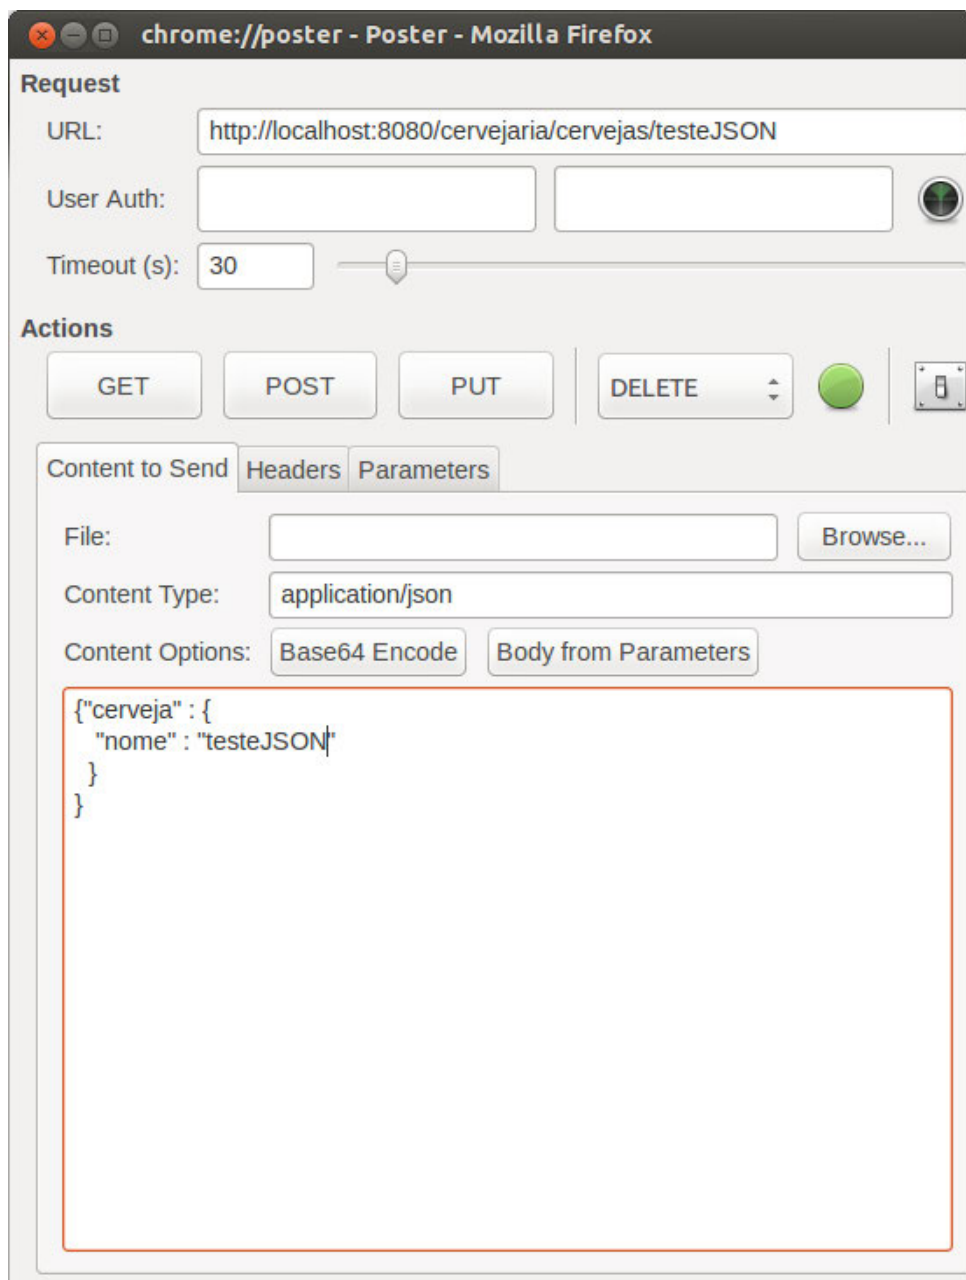 chrome://poster - Poster - Mozilla Firefox
Request
URL: http://localhost:8080/cervejaria/cervejas/testeJSON
User Auth:
Timeout (s): 30
Actions
GET POST PUT DELETE
Content to Send Headers Parameters
File: Browse...
Content Type: application/json
Content Options: Base64 Encode Body from Parameters
{"cerveja" : {
"nome" : "testeJSON"
}
}